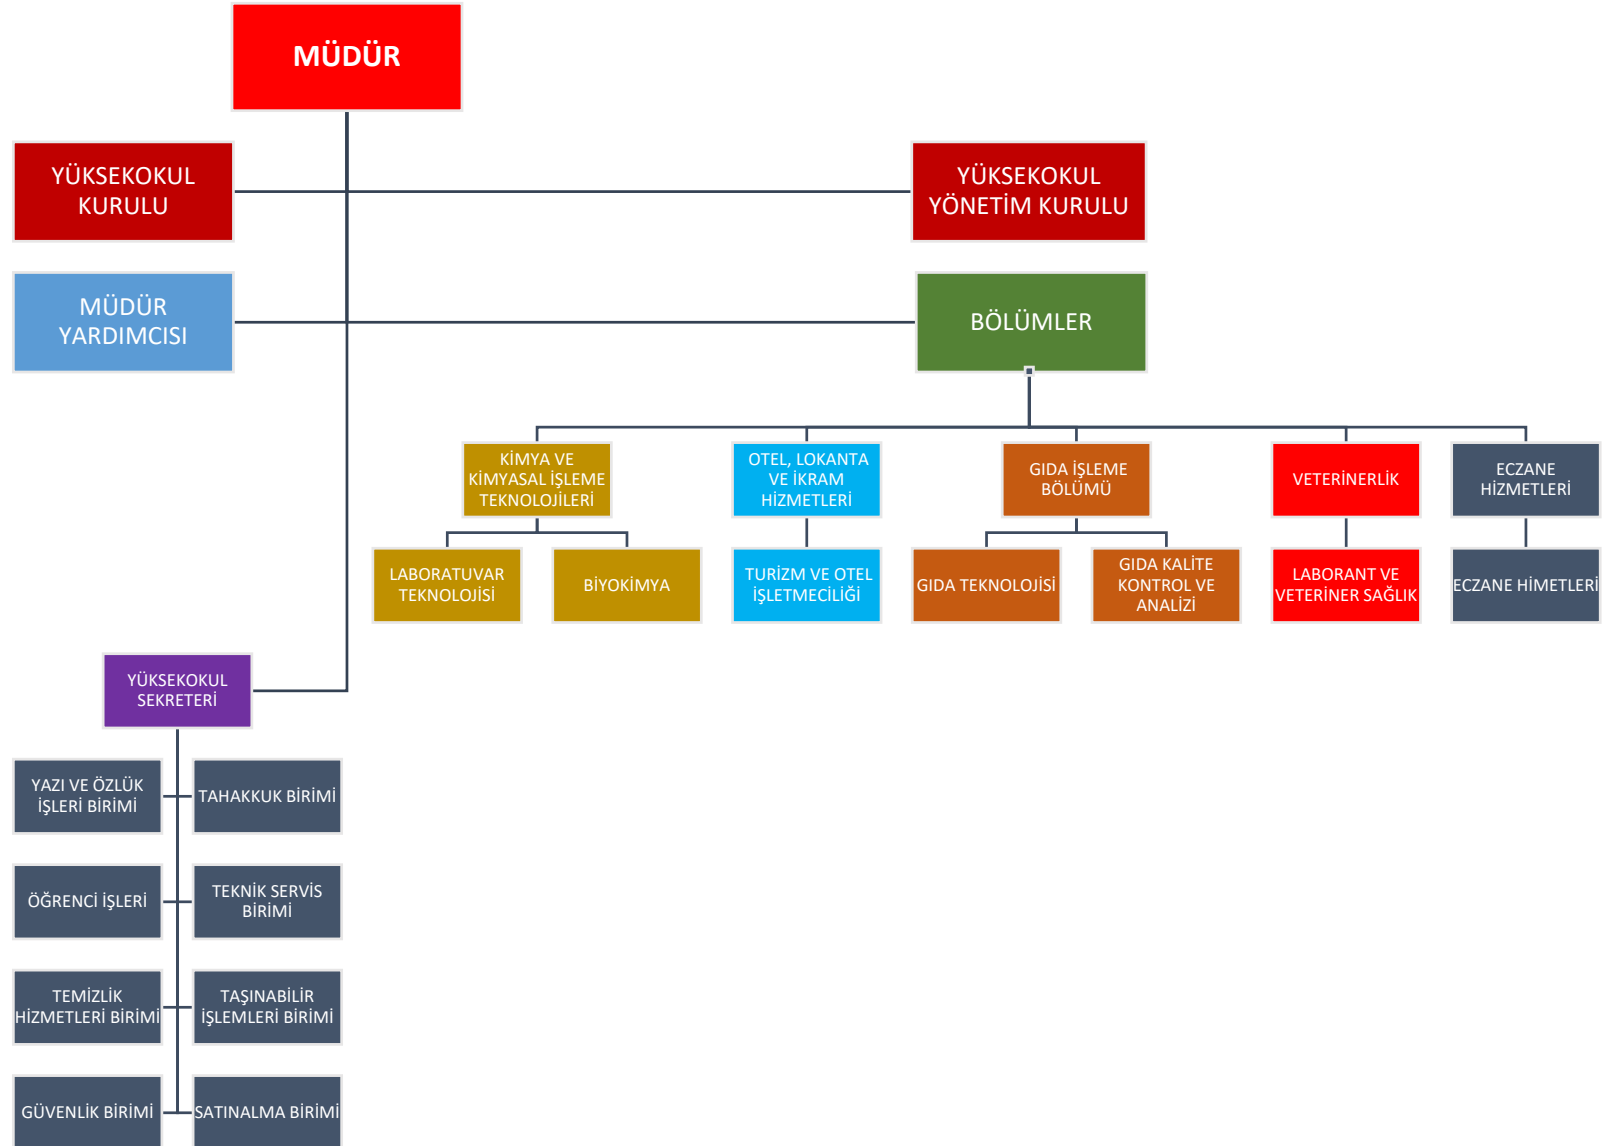 MÜDÜR
YÜKSEKOKUL
KURULU
YÜKSEKOKUL
YÖNETİM KURULU
MÜDÜR
YARDIMCISI
BÖLÜMLER
KİMYA VE
KİMYASAL İŞLEME
TEKNOLOJİLERİ
OTEL, LOKANTA
VE İKRAM
HİZMETLERİ
GIDA İŞLEME
BÖLÜMÜ
VETERİNERLİK
ECZANE
HİZMETLERİ
LABORATUVAR
TEKNOLOJİSİ
BİYOKİMYA
TURİZM VE OTEL
İŞLETMECİLİĞİ
GIDA TEKNOLOJİSİ
GIDA KALİTE
KONTROL VE
ANALİZİ
LABORANT VE
VETERİNER SAĞLIK
ECZANE HİMETLERİ
YÜKSEKOKUL
SEKRETERİ
YAZI VE ÖZLÜK
İŞLERİ BİRİMİ
TAHAKKUK BİRİMİ
ÖĞRENCİ İŞLERİ
TEKNİK SERVİS
BİRİMİ
TEMİZLİK
HİZMETLERİ BİRİMİ
TAŞINABİLİR
İŞLEMLERİ BİRİMİ
GÜVENLİK BİRİMİ
SATINALMA BİRİMİ